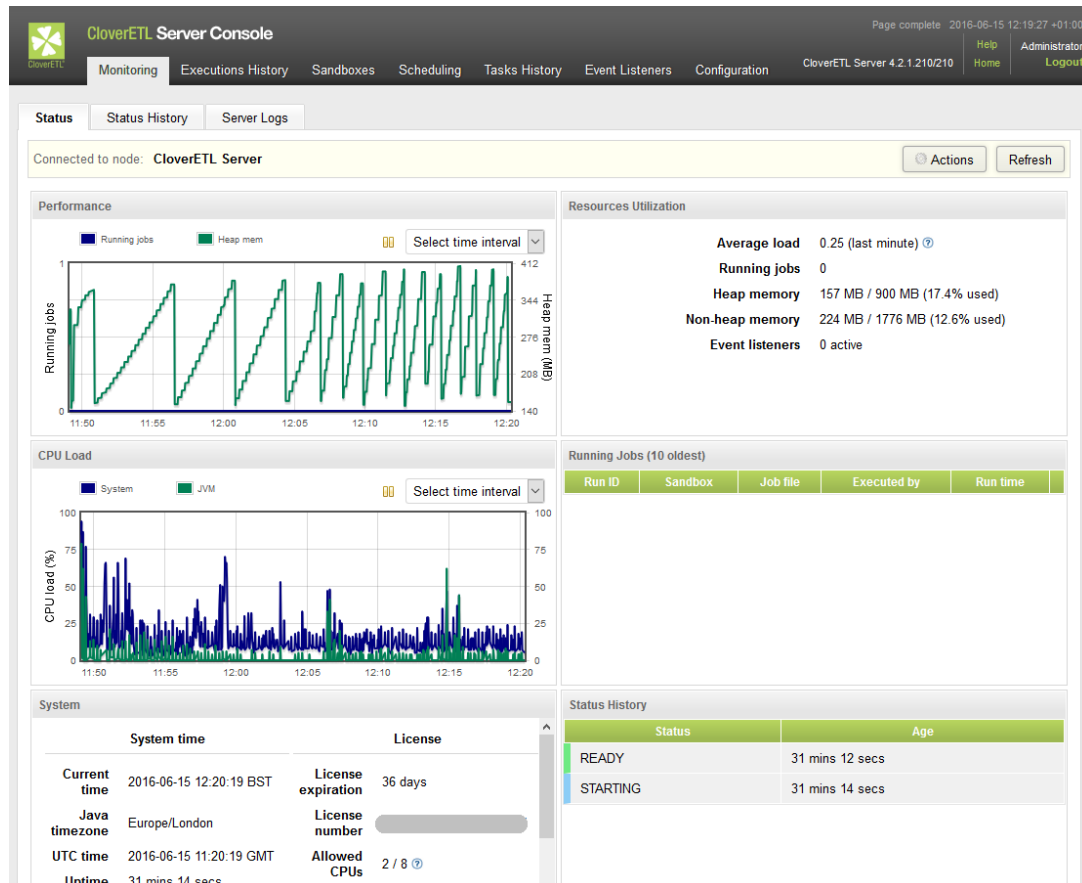 Page complete 2016-06-15 12:19:27 +01:00
CloverETL Server Console
CloverETL
Help Administrator
CloverETL Server 4.2.1.210/210 Home Logout
Monitoring Executions History Sandboxes Scheduling Tasks History Event Listeners Configuration
Status Status History Server Logs
Connected to node: CloverETL Server Actions Refresh
Performance
Running jobs Heap mem Select time interval
1 412
344
276
208
0 140
Running jobs
Heap mem (MB)
11:50 11:55 12:00 12:05 12:10 12:15 12:20
Resources Utilization
Average load 0.25 (last minute) ?
Running jobs 0
Heap memory 157 MB / 900 MB (17.4% used)
Non-heap memory 224 MB / 1776 MB (12.6% used)
Event listeners 0 active
CPU Load
System JVM Select time interval
100 100
75 75
50 50
25 25
0 0
CPU load (%)
11:50 11:55 12:00 12:05 12:10 12:15 12:20
Running Jobs (10 oldest)
Run ID Sandbox Job file Executed by Run time
System
System time License
Current time 2016-06-15 12:20:19 BST License expiration 36 days
Java timezone Europe/London License number
UTC time 2016-06-15 11:20:19 GMT Allowed CPUs 2 / 8 ?
Uptime 31 mins 14 secs
Status History
Status Age
READY 31 mins 12 secs
STARTING 31 mins 14 secs